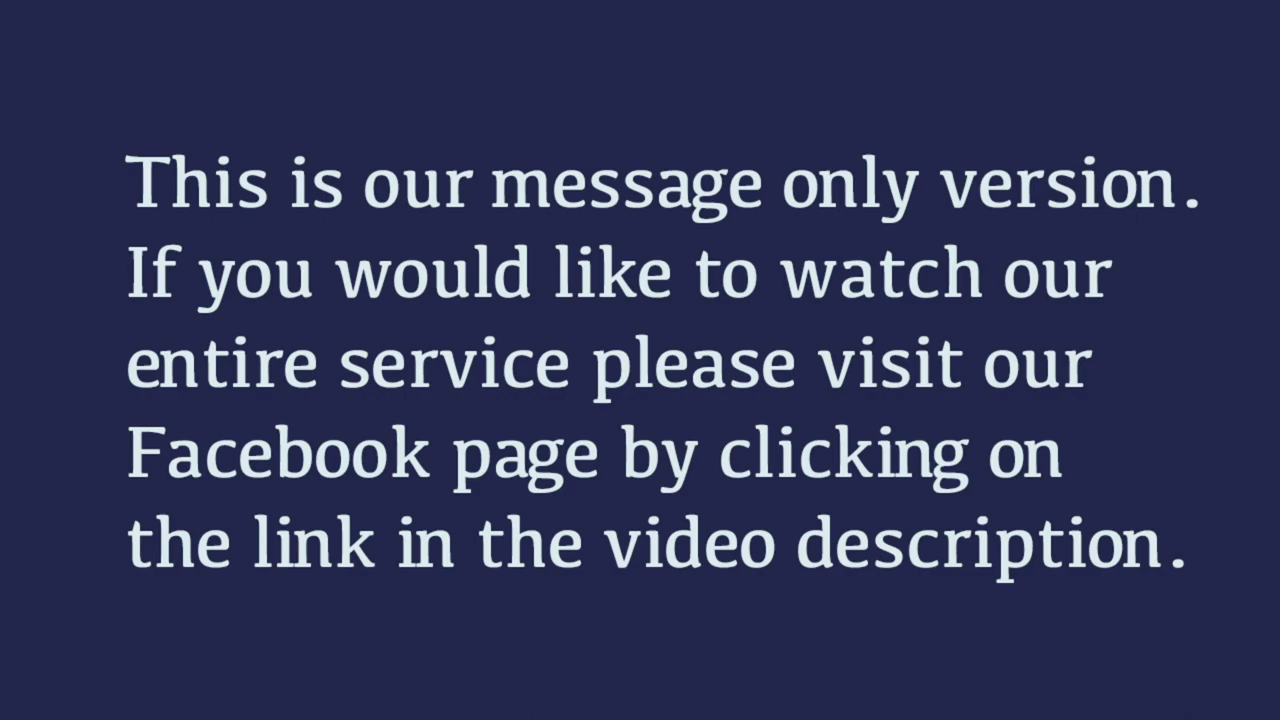 This is our message only version.
If you would like to watch our
entire service please visit our
Facebook page by clicking on
the link in the video description.